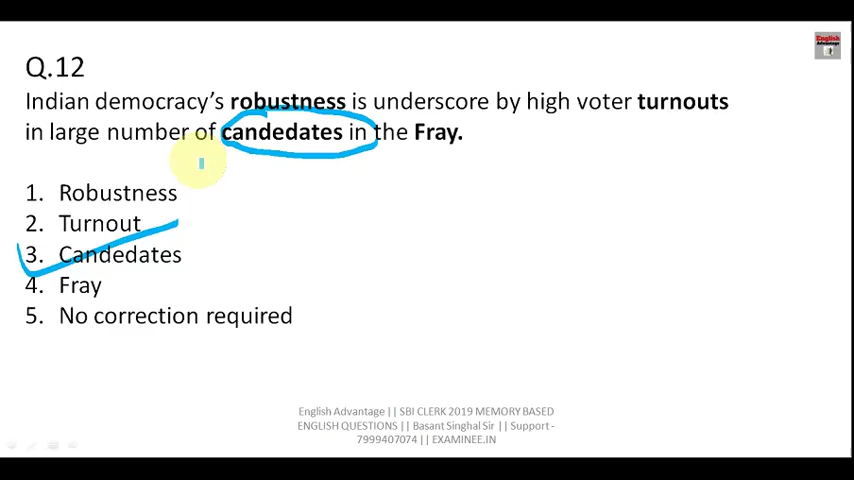 English
Advantage
Q.12
Indian democracy’s robustness is underscore by high voter turnouts
in large number of candedates in the Fray.
1. Robustness
2. Turnout
3. Candedates
4. Fray
5. No correction required
English Advantage || SBI CLERK 2019 MEMORY BASED
ENGLISH QUESTIONS || Basant Singhal Sir || Support -
7999407074 || EXAMINEE.IN